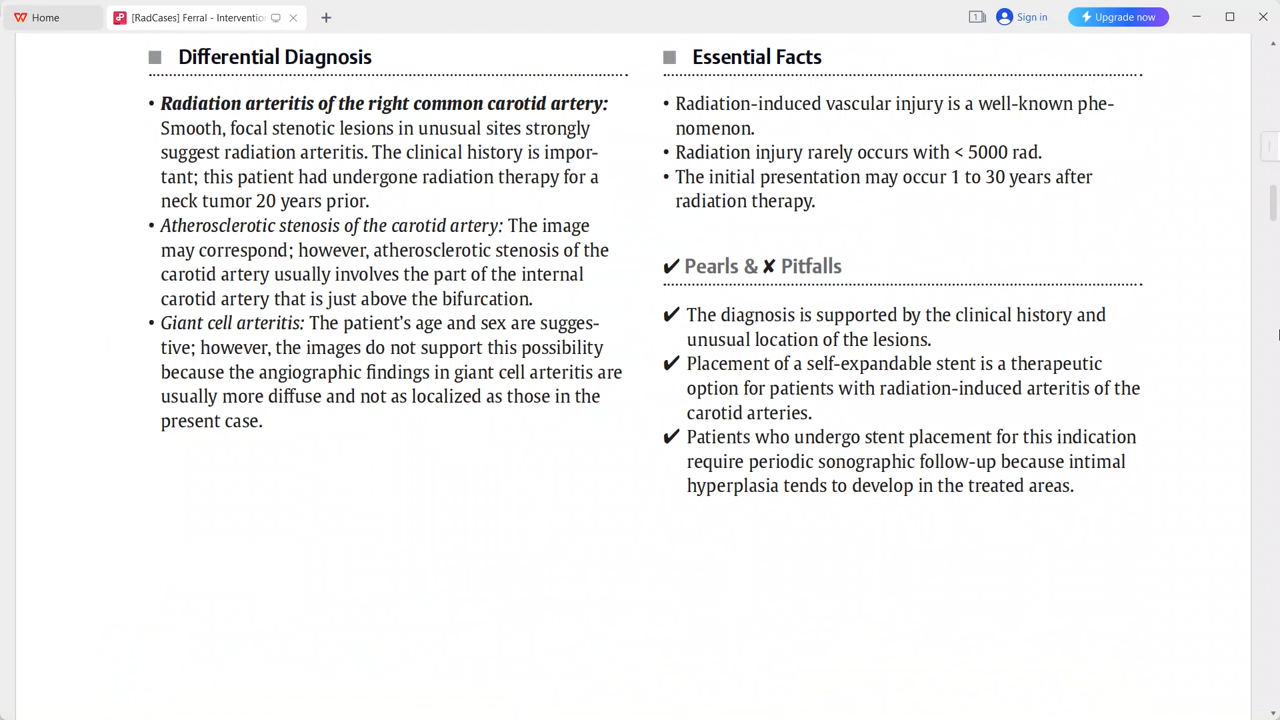 Home
[RadCases] Ferral - Interventio
1
Sign in
Upgrade now
Differential Diagnosis
• Radiation arteritis of the right common carotid artery:
Smooth, focal stenotic lesions in unusual sites strongly
suggest radiation arteritis. The clinical history is impor-
tant; this patient had undergone radiation therapy for a
neck tumor 20 years prior.
• Atherosclerotic stenosis of the carotid artery: The image
may correspond; however, atherosclerotic stenosis of the
carotid artery usually involves the part of the internal
carotid artery that is just above the bifurcation.
• Giant cell arteritis: The patient's age and sex are sugges-
tive; however, the images do not support this possibility
because the angiographic findings in giant cell arteritis are
usually more diffuse and not as localized as those in the
present case.
Essential Facts
• Radiation-induced vascular injury is a well-known phe-
nomenon.
• Radiation injury rarely occurs with < 5000 rad.
• The initial presentation may occur 1 to 30 years after
radiation therapy.
✔ Pearls & ✘ Pitfalls
✔ The diagnosis is supported by the clinical history and
unusual location of the lesions.
✔ Placement of a self-expandable stent is a therapeutic
option for patients with radiation-induced arteritis of the
carotid arteries.
✔ Patients who undergo stent placement for this indication
require periodic sonographic follow-up because intimal
hyperplasia tends to develop in the treated areas.